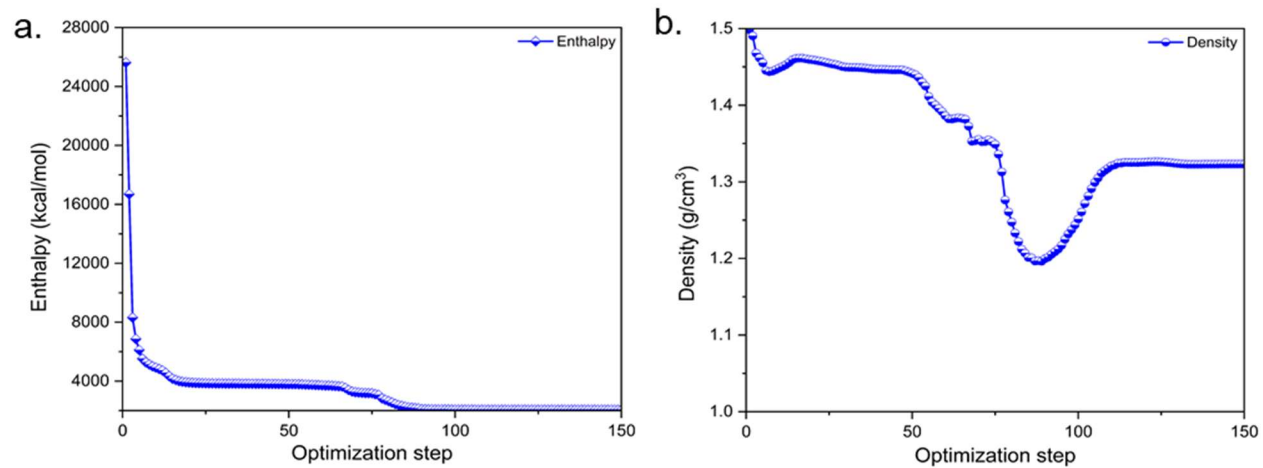 a.
Enthalpy (kcal/mol)
28000
24000
20000
16000
12000
8000
4000
Enthalpy
0 50 100 150
Optimization step
b.
Density (g/cm³)
1.5
1.4
1.3
1.2
1.1
1.0
Density
0 50 100 150
Optimization step